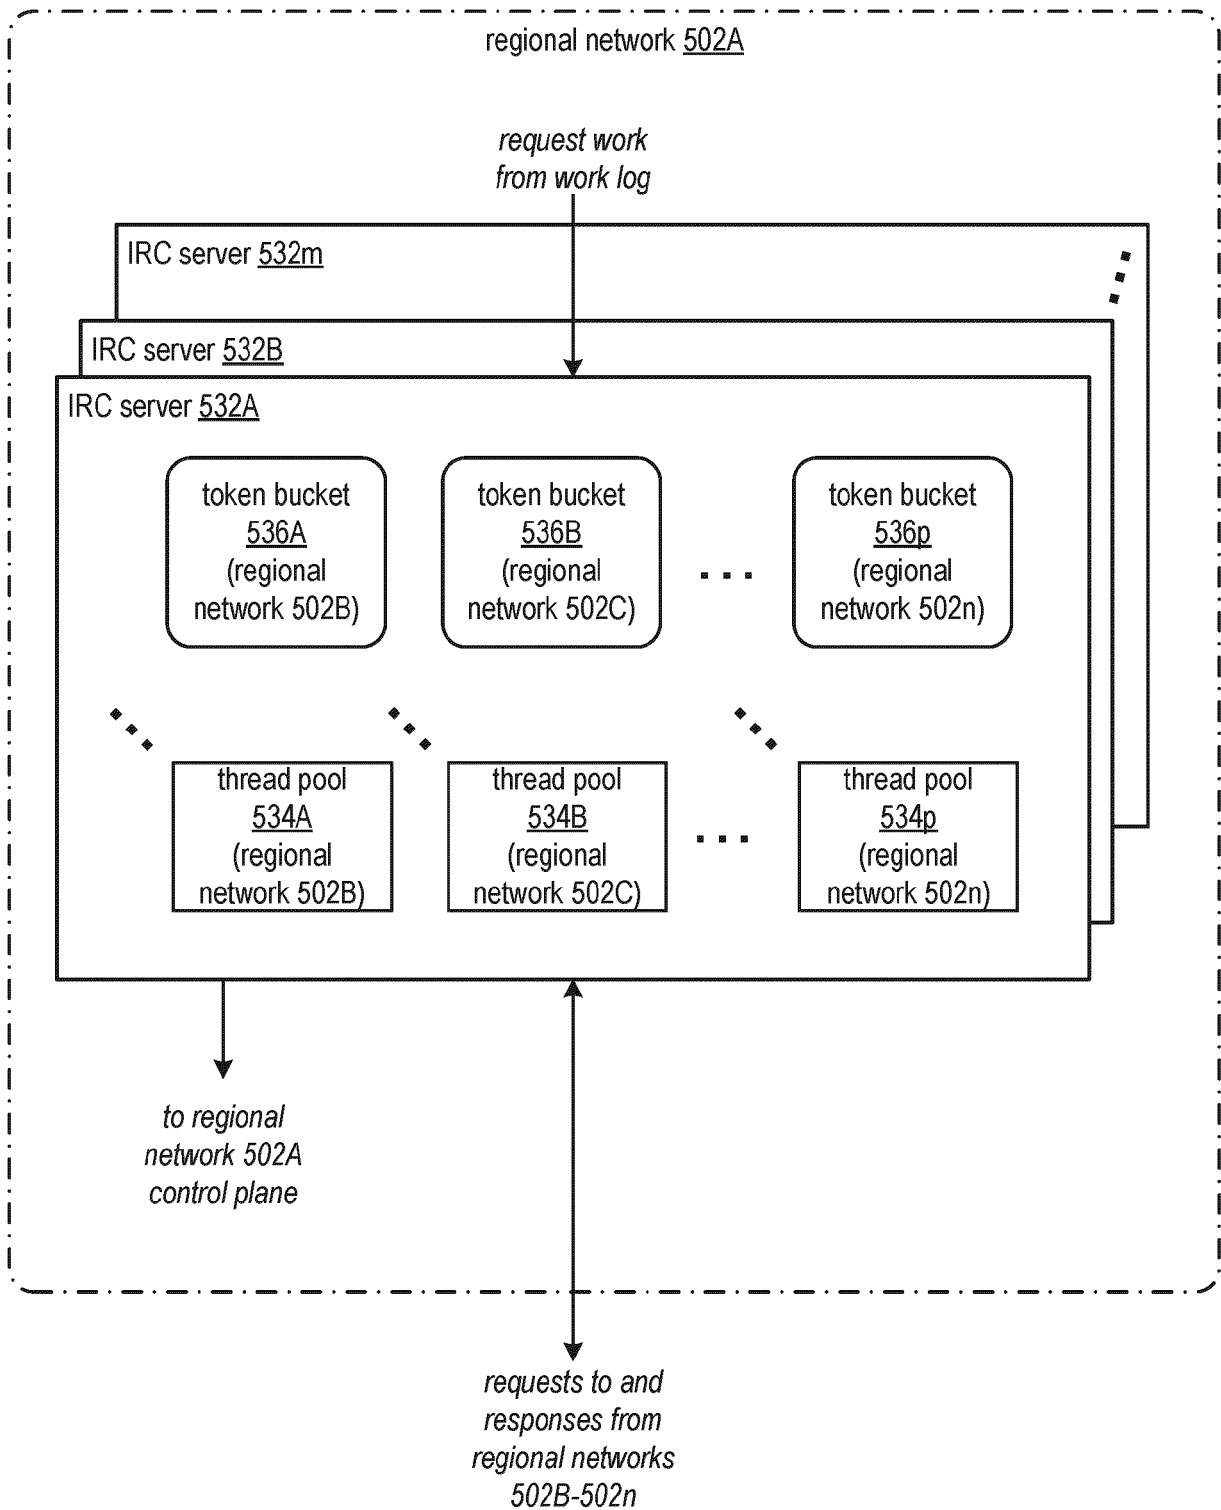 regional network 502A
request work
from work log
IRC server 532m
IRC server 532B
IRC server 532A
token bucket
536A
(regional
network 502B)
token bucket
536B
(regional
network 502C)
token bucket
536p
(regional
network 502n)
thread pool
534A
(regional
network 502B)
thread pool
534B
(regional
network 502C)
thread pool
534p
(regional
network 502n)
to regional
network 502A
control plane
requests to and
responses from
regional networks
502B-502n